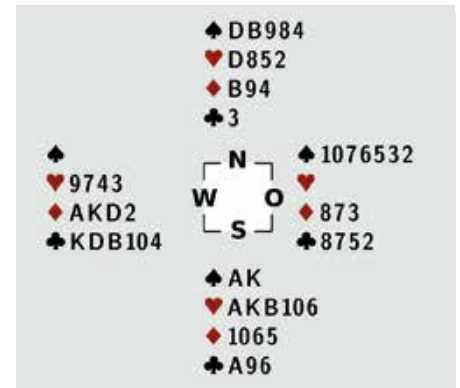 ♠ DB984
♥ D852
♦ B94
♣ 3
♠
♥ 9743
♦ AKD2
♣ KDB104
N
W O
S
♠ 1076532
♥
♦ 873
♣ 8752
♠ AK
♥ AKB106
♦ 1065
♣ A96